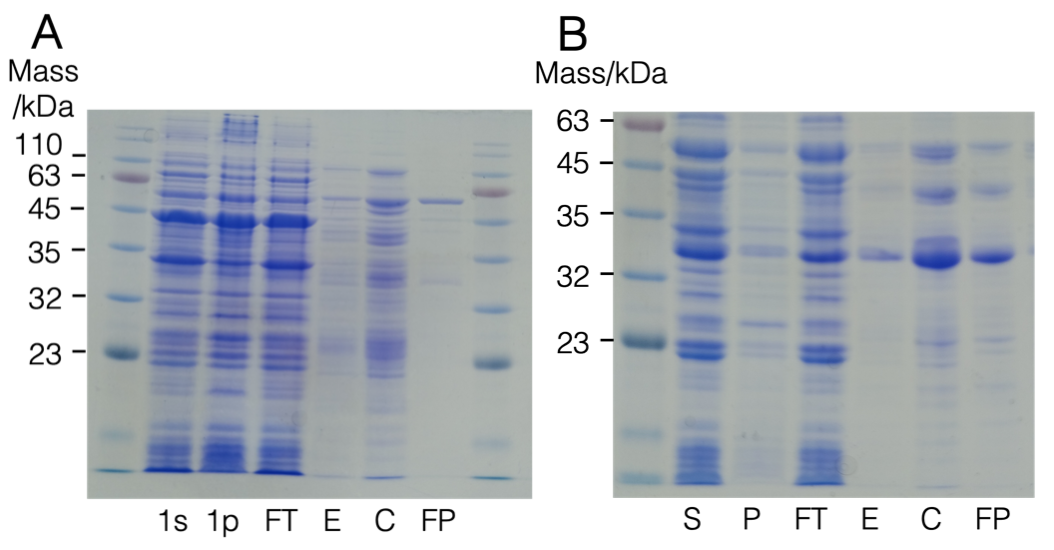 A
Mass
/kDa
110
63
45
35
32
23
1s 1p FT E C FP
B
Mass/kDa
63
45
35
32
23
S P FT E C FP